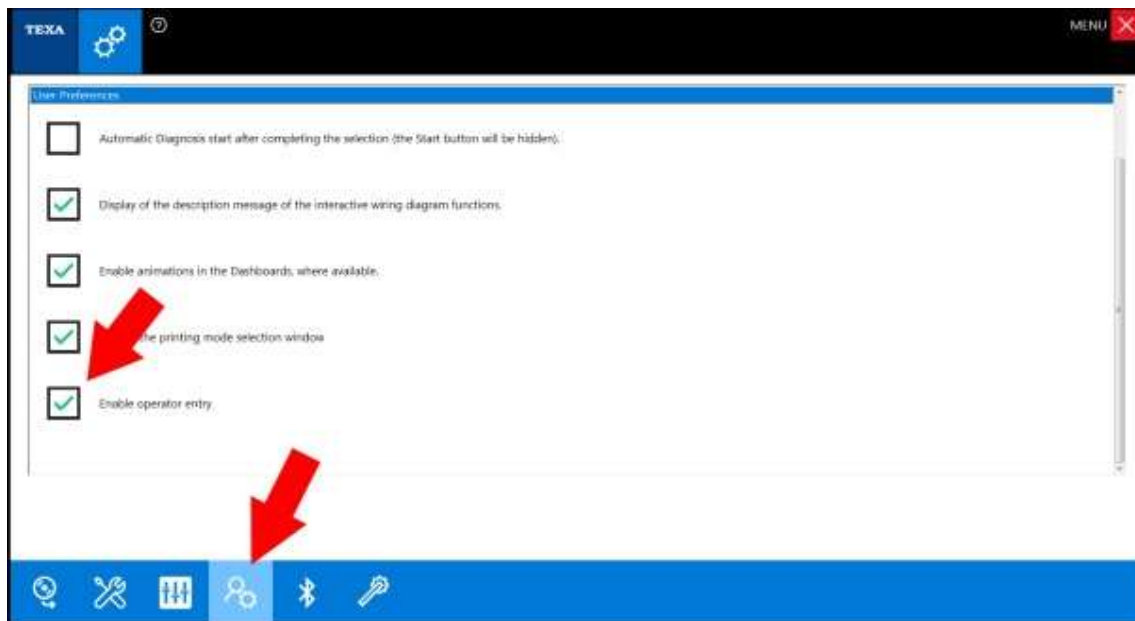 TEXA
MENU
User Preferences
Automatic Diagnosis start after completing the selection (the Start button will be hidden).
Display of the description message of the interactive wiring diagram functions.
Enable animations in the Dashboards, where available.
the printing mode selection window
Enable operator entry